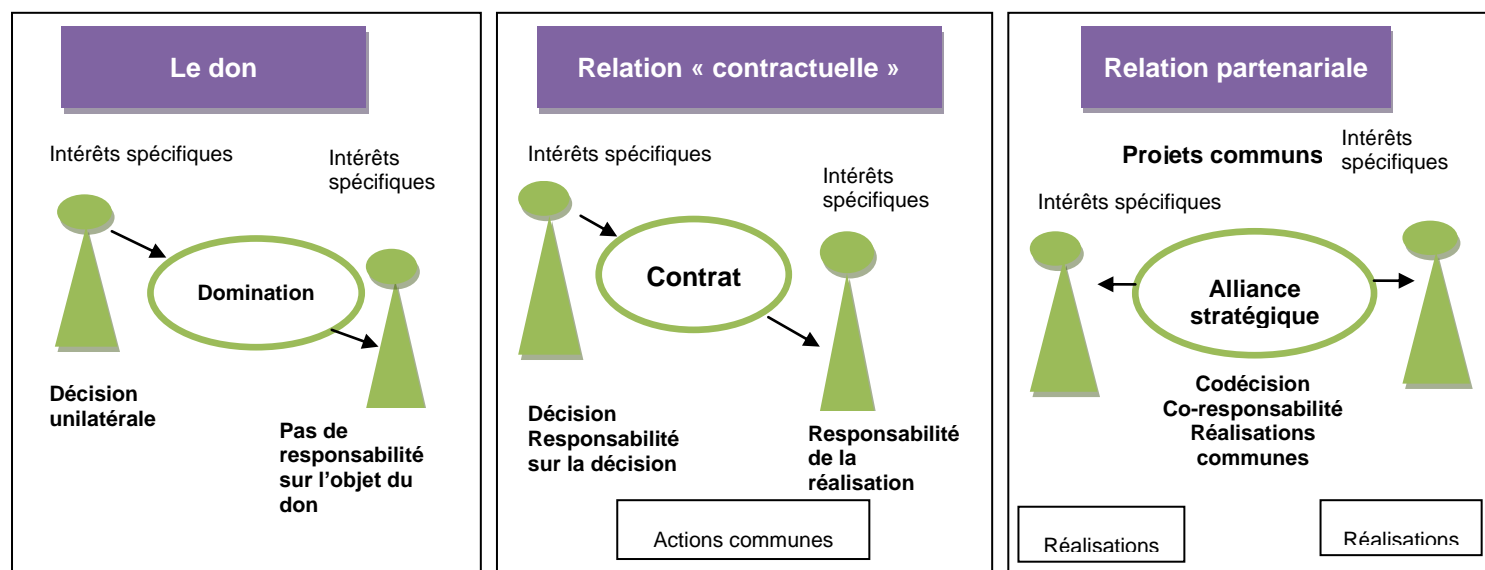 Le don
Intérêts spécifiques
Intérêts
spécifiques
Domination
Décision
unilatérale
Pas de
responsabilité
sur l’objet du
don
Relation « contractuelle »
Intérêts spécifiques
Intérêts
spécifiques
Contrat
Décision
Responsabilité
sur la décision
Responsabilité
de la
réalisation
Actions communes
Relation partenariale
Intérêts
spécifiques
Projets communs
Intérêts spécifiques
Alliance
stratégique
Codécision
Co-responsabilité
Réalisations
communes
Réalisations
Réalisations